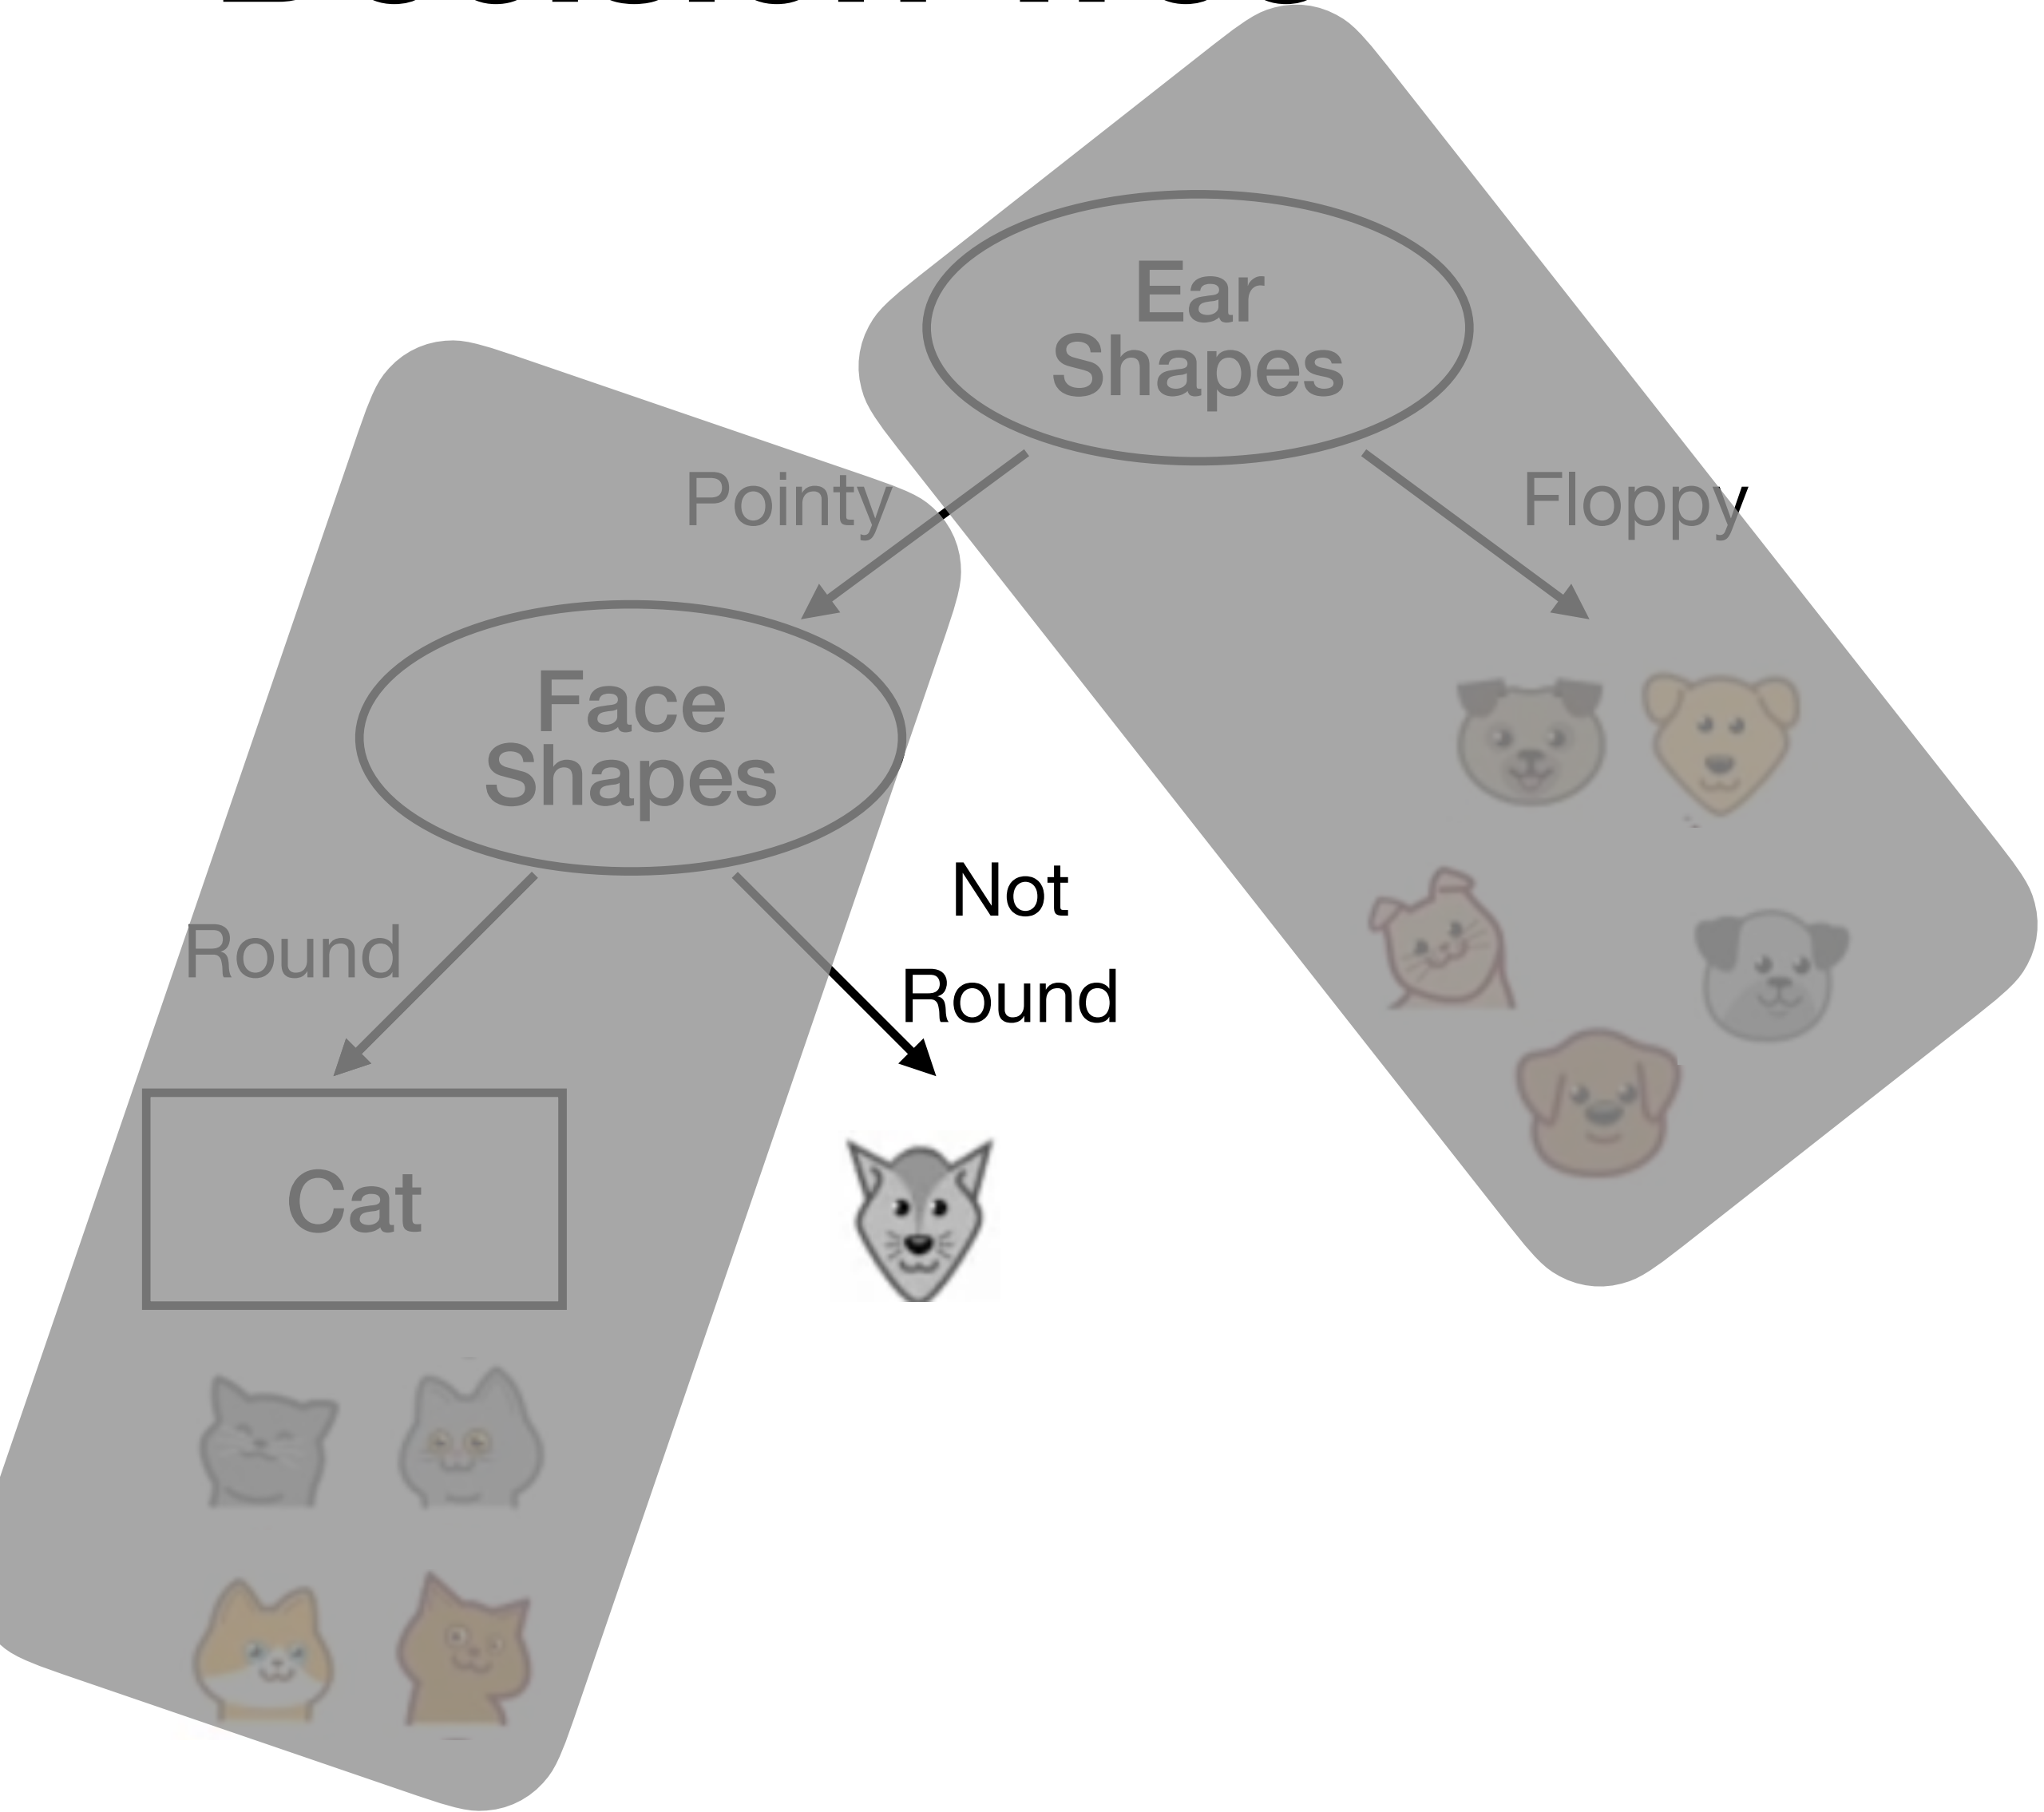 Ear
Shapes
Pointy
Floppy
Face
Shapes
Not
Round
Round
Cat